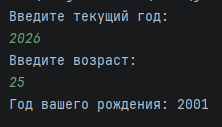 Введите текущий год:
2026
Введите возраст:
25
Год вашего рождения: 2001